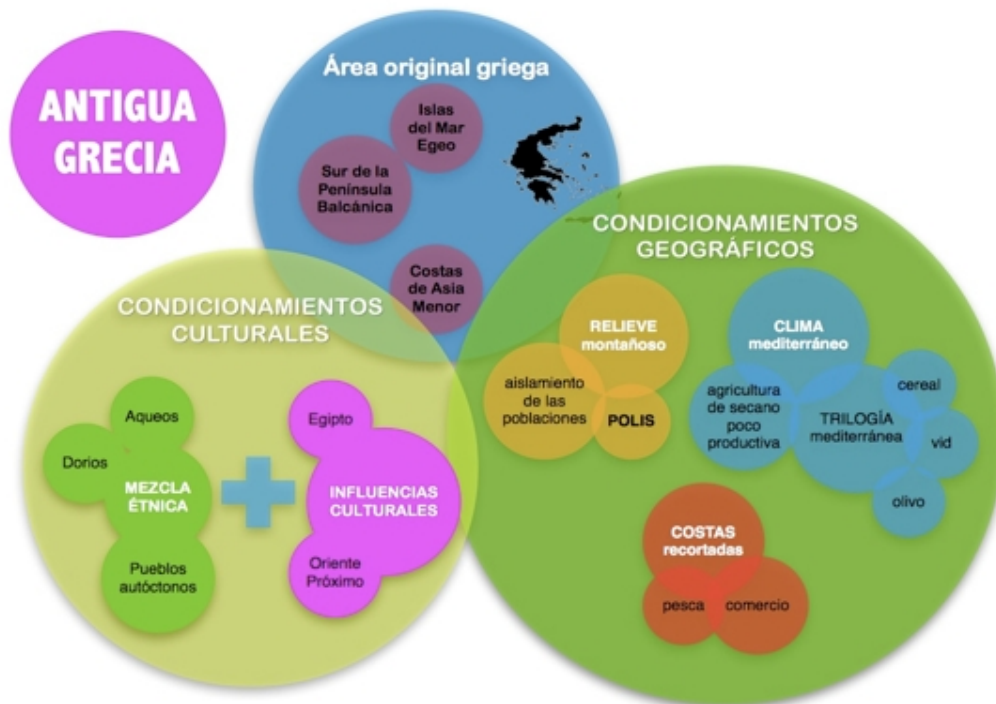 ANTIGUA
GRECIA
Área original griega
Islas
del Mar
Egeo
Sur de la
Península
Balcánica
Costas
de Asia
Menor
CONDICIONAMIENTOS
CULTURALES
Aqueos
Dorios
MEZCLA
ÉTNICA
Pueblos
autóctonos
Egipto
INFLUENCIAS
CULTURALES
Oriente
Próximo
CONDICIONAMIENTOS
GEOGRÁFICOS
RELIEVE
montañoso
aislamiento
de las
poblaciones
POLIS
CLIMA
mediterráneo
agricultura
de secano
poco
productiva
TRILOGÍA
mediterránea
cereal
vid
olivo
COSTAS
recortadas
pesca
comercio